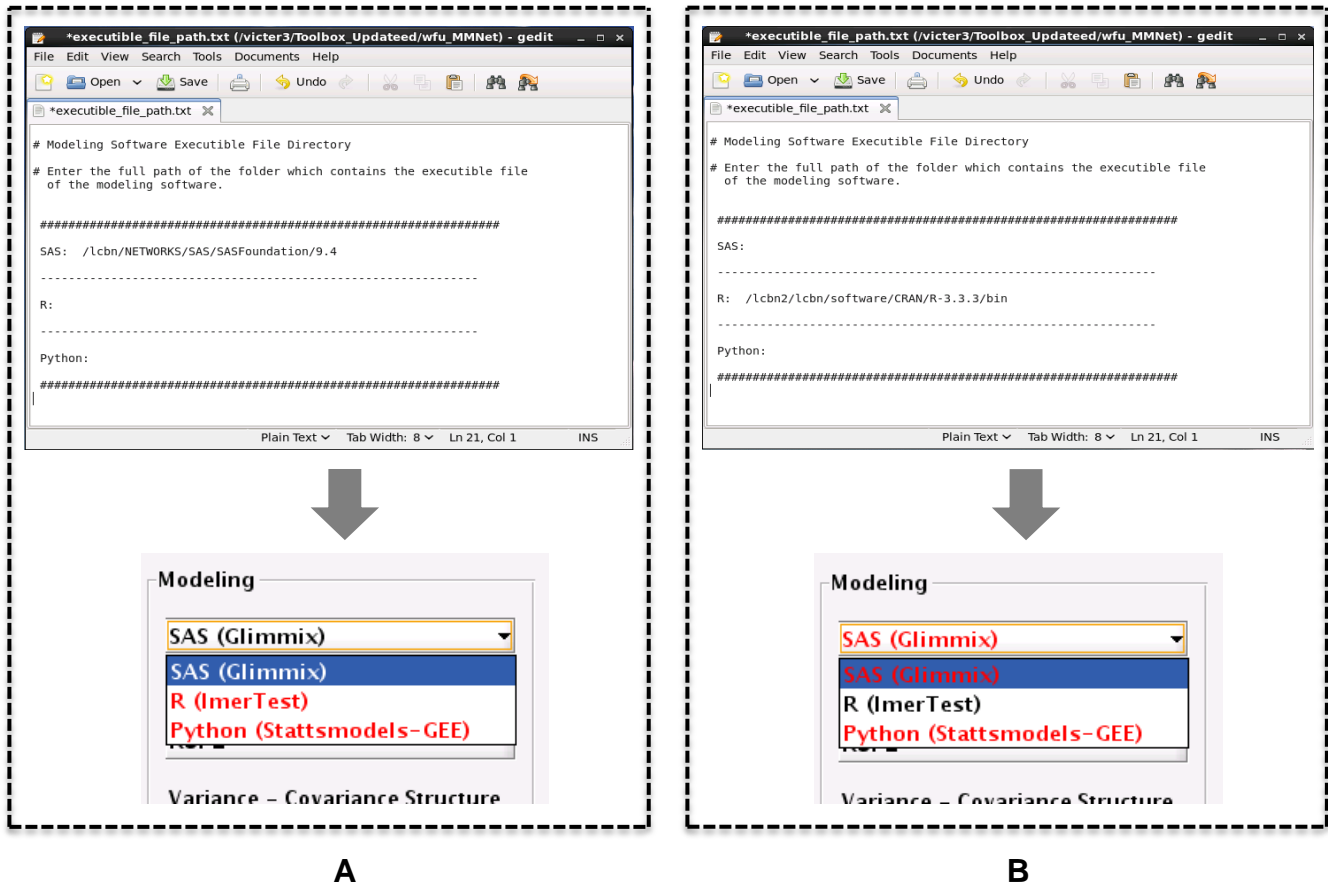 *executible_file_path.txt (/victer3/Toolbox_Updateed/wfu_MMNet) - gedit
File Edit View Search Tools Documents Help
Open Save Undo
*executible_file_path.txt
# Modeling Software Executible File Directory
# Enter the full path of the folder which contains the executible file
of the modeling software.
#################################################################
SAS: /lcbn/NETWORKS/SAS/SASFoundation/9.4
--------------------------------------------------------------
R:
--------------------------------------------------------------
Python:
#################################################################
Plain Text Tab Width: 8 Ln 21, Col 1 INS
Modeling
SAS (Glimmix)
SAS (Glimmix)
R (lmerTest)
Python (Stattsmodels-GEE)
Variance - Covariance Structure
A
*executible_file_path.txt (/victer3/Toolbox_Updateed/wfu_MMNet) - gedit
File Edit View Search Tools Documents Help
Open Save Undo
*executible_file_path.txt
# Modeling Software Executible File Directory
# Enter the full path of the folder which contains the executible file
of the modeling software.
#################################################################
SAS:
--------------------------------------------------------------
R: /lcbn2/lcbn/software/CRAN/R-3.3.3/bin
--------------------------------------------------------------
Python:
#################################################################
Plain Text Tab Width: 8 Ln 21, Col 1 INS
Modeling
SAS (Glimmix)
SAS (Glimmix)
R (lmerTest)
Python (Stattsmodels-GEE)
Variance - Covariance Structure
B